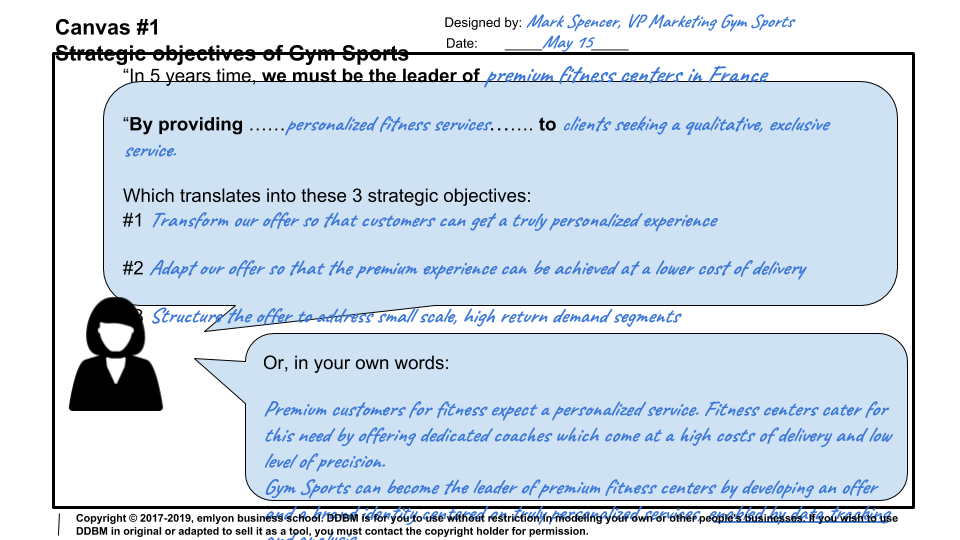 Canvas #1
Strategic objectives of Gym Sports
Designed by: Mark Spencer, VP Marketing Gym Sports
Date: _____May 15_____
“In 5 years time, we must be the leader of premium fitness centers in France
“By providing ……personalized fitness services……. to clients seeking a qualitative, exclusive
service.
Which translates into these 3 strategic objectives:
#1 Transform our offer so that customers can get a truly personalized experience
#2 Adapt our offer so that the premium experience can be achieved at a lower cost of delivery
3 Structure the offer to address small scale, high return demand segments
Or, in your own words:
Premium customers for fitness expect a personalized service. Fitness centers cater for
this need by offering dedicated coaches which come at a high costs of delivery and low
level of precision.
Gym Sports can become the leader of premium fitness centers by developing an offer
and a brand identity centered on truly personalized services, enabled by data tracking
and analysis
Copyright © 2017-2019, emlyon business school. DDBM is for you to use without restriction in modeling your own or other people's businesses. If you wish to use
DDBM in original or adapted to sell it as a tool, you must contact the copyright holder for permission.